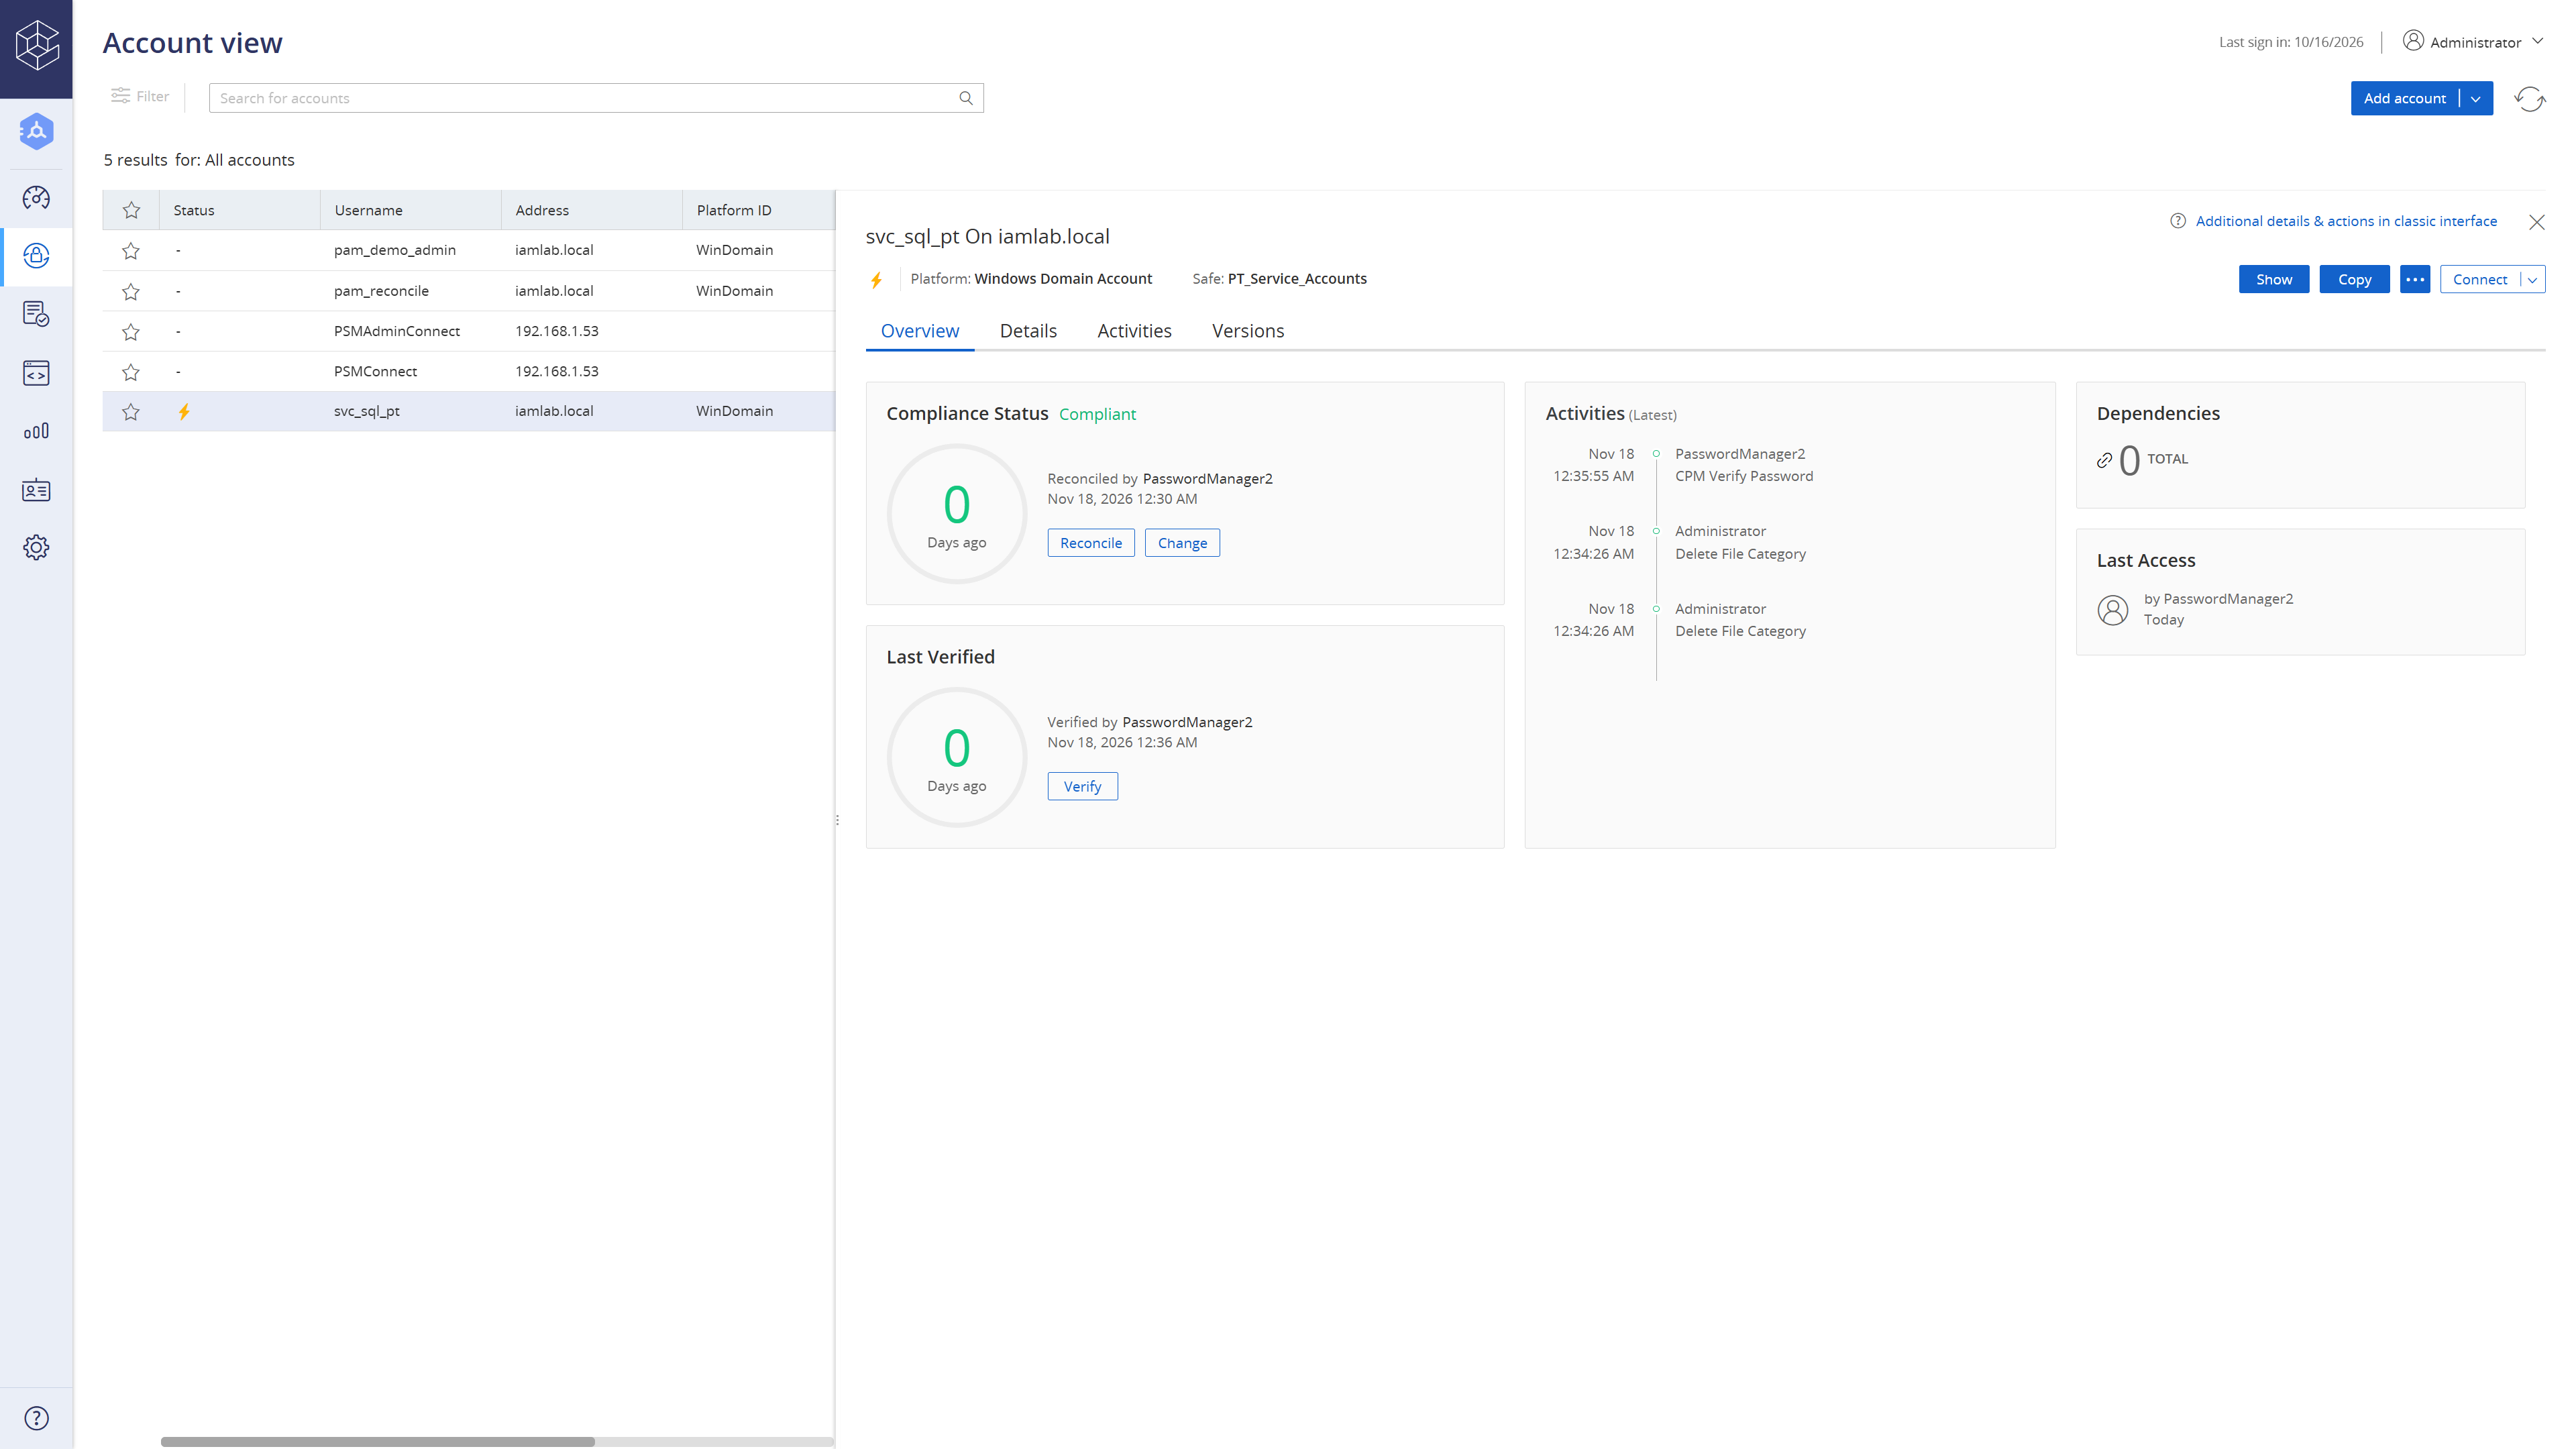 Account view
Last sign in: 10/16/2026
Administrator
Filter
Search for accounts
Add account
5 results for: All accounts
Status Username Address Platform ID
- pam_demo_admin iamlab.local WinDomain
- pam_reconcile iamlab.local WinDomain
- PSMAdminConnect 192.168.1.53
- PSMConnect 192.168.1.53
svc_sql_pt iamlab.local WinDomain
? Additional details & actions in classic interface
svc_sql_pt On iamlab.local
Platform: Windows Domain Account Safe: PT_Service_Accounts
Show Copy Connect
Overview Details Activities Versions
Compliance Status Compliant
0
Days ago
Reconciled by PasswordManager2
Nov 18, 2026 12:30 AM
Reconcile Change
Last Verified
0
Days ago
Verified by PasswordManager2
Nov 18, 2026 12:36 AM
Verify
Activities (Latest)
Nov 18 PasswordManager2
12:35:55 AM CPM Verify Password
Nov 18 Administrator
12:34:26 AM Delete File Category
Nov 18 Administrator
12:34:26 AM Delete File Category
Dependencies
0 TOTAL
Last Access
by PasswordManager2
Today
?